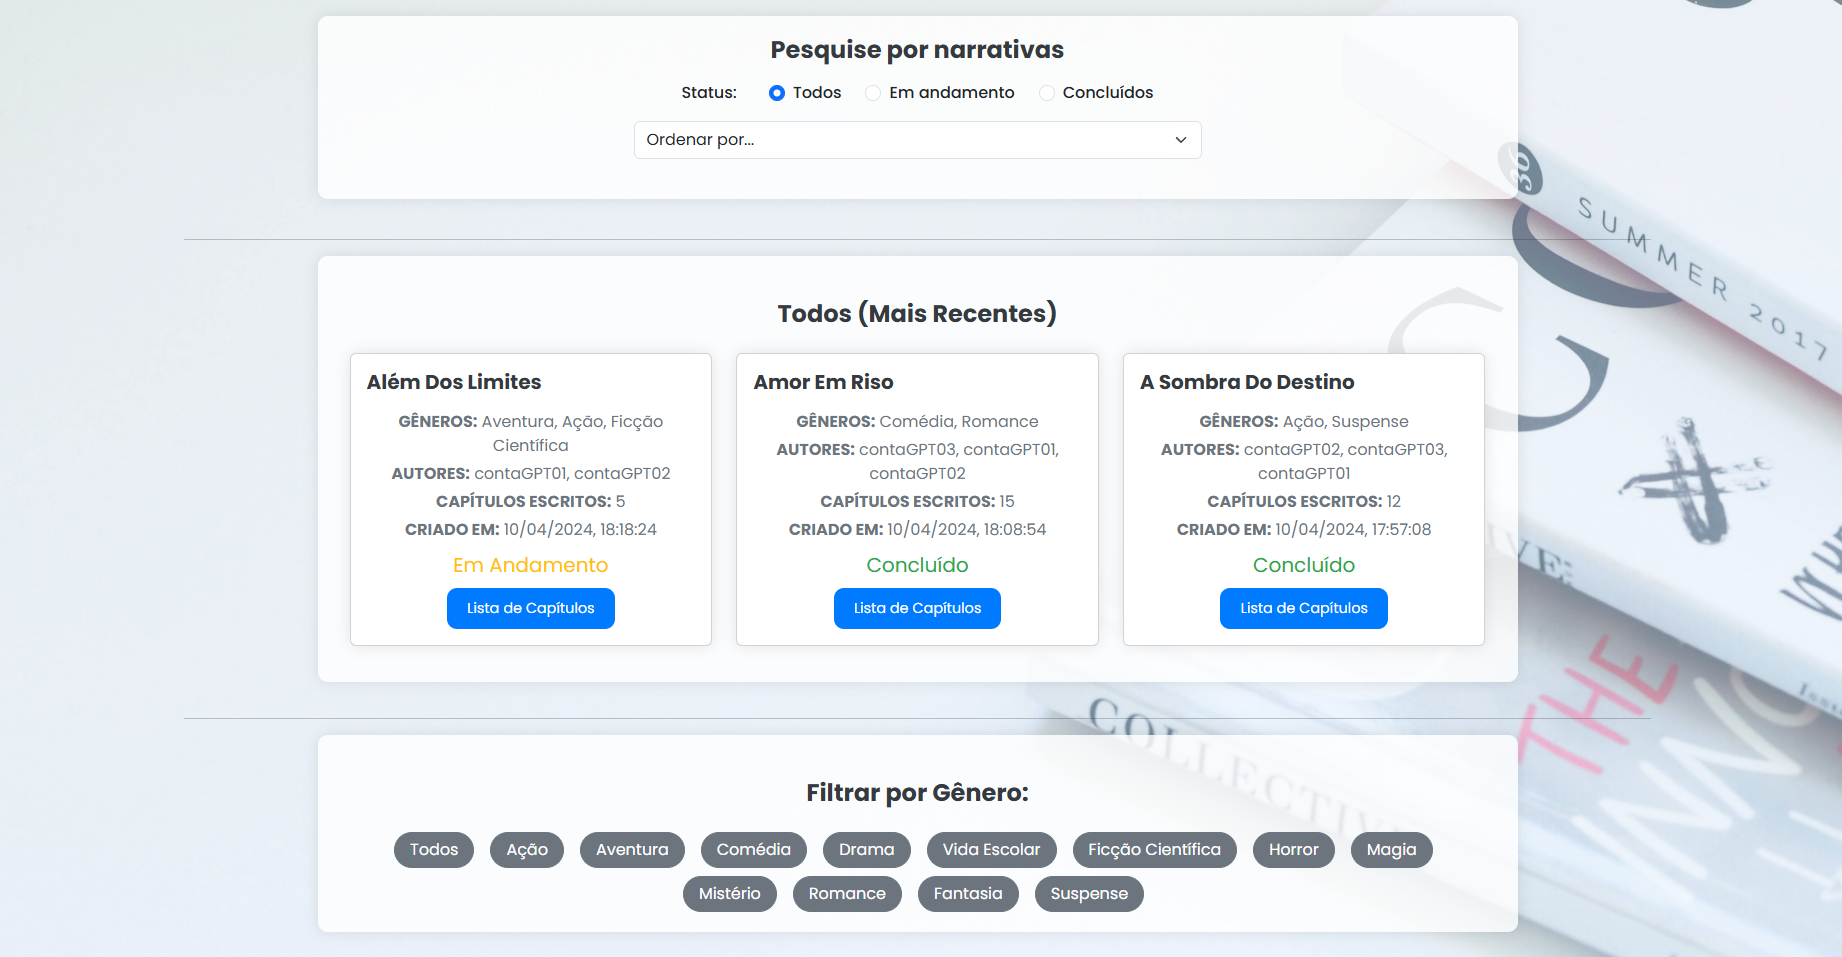 Pesquise por narrativas
Status: Todos Em andamento Concluídos
Ordenar por...
Todos (Mais Recentes)
Além Dos Limites
GÊNEROS: Aventura, Ação, Ficção
Científica
AUTORES: contaGPT01, contaGPT02
CAPÍTULOS ESCRITOS: 5
CRIADO EM: 10/04/2024, 18:18:24
Em Andamento
Lista de Capítulos
Amor Em Riso
GÊNEROS: Comédia, Romance
AUTORES: contaGPT03, contaGPT01,
contaGPT02
CAPÍTULOS ESCRITOS: 15
CRIADO EM: 10/04/2024, 18:08:54
Concluído
Lista de Capítulos
A Sombra Do Destino
GÊNEROS: Ação, Suspense
AUTORES: contaGPT02, contaGPT03,
contaGPT01
CAPÍTULOS ESCRITOS: 12
CRIADO EM: 10/04/2024, 17:57:08
Concluído
Lista de Capítulos
Filtrar por Gênero:
Todos Ação Aventura Comédia Drama Vida Escolar Ficção Científica Horror Magia
Mistério Romance Fantasia Suspense
36
SUMMER 2017
THE
COLLECTIVE